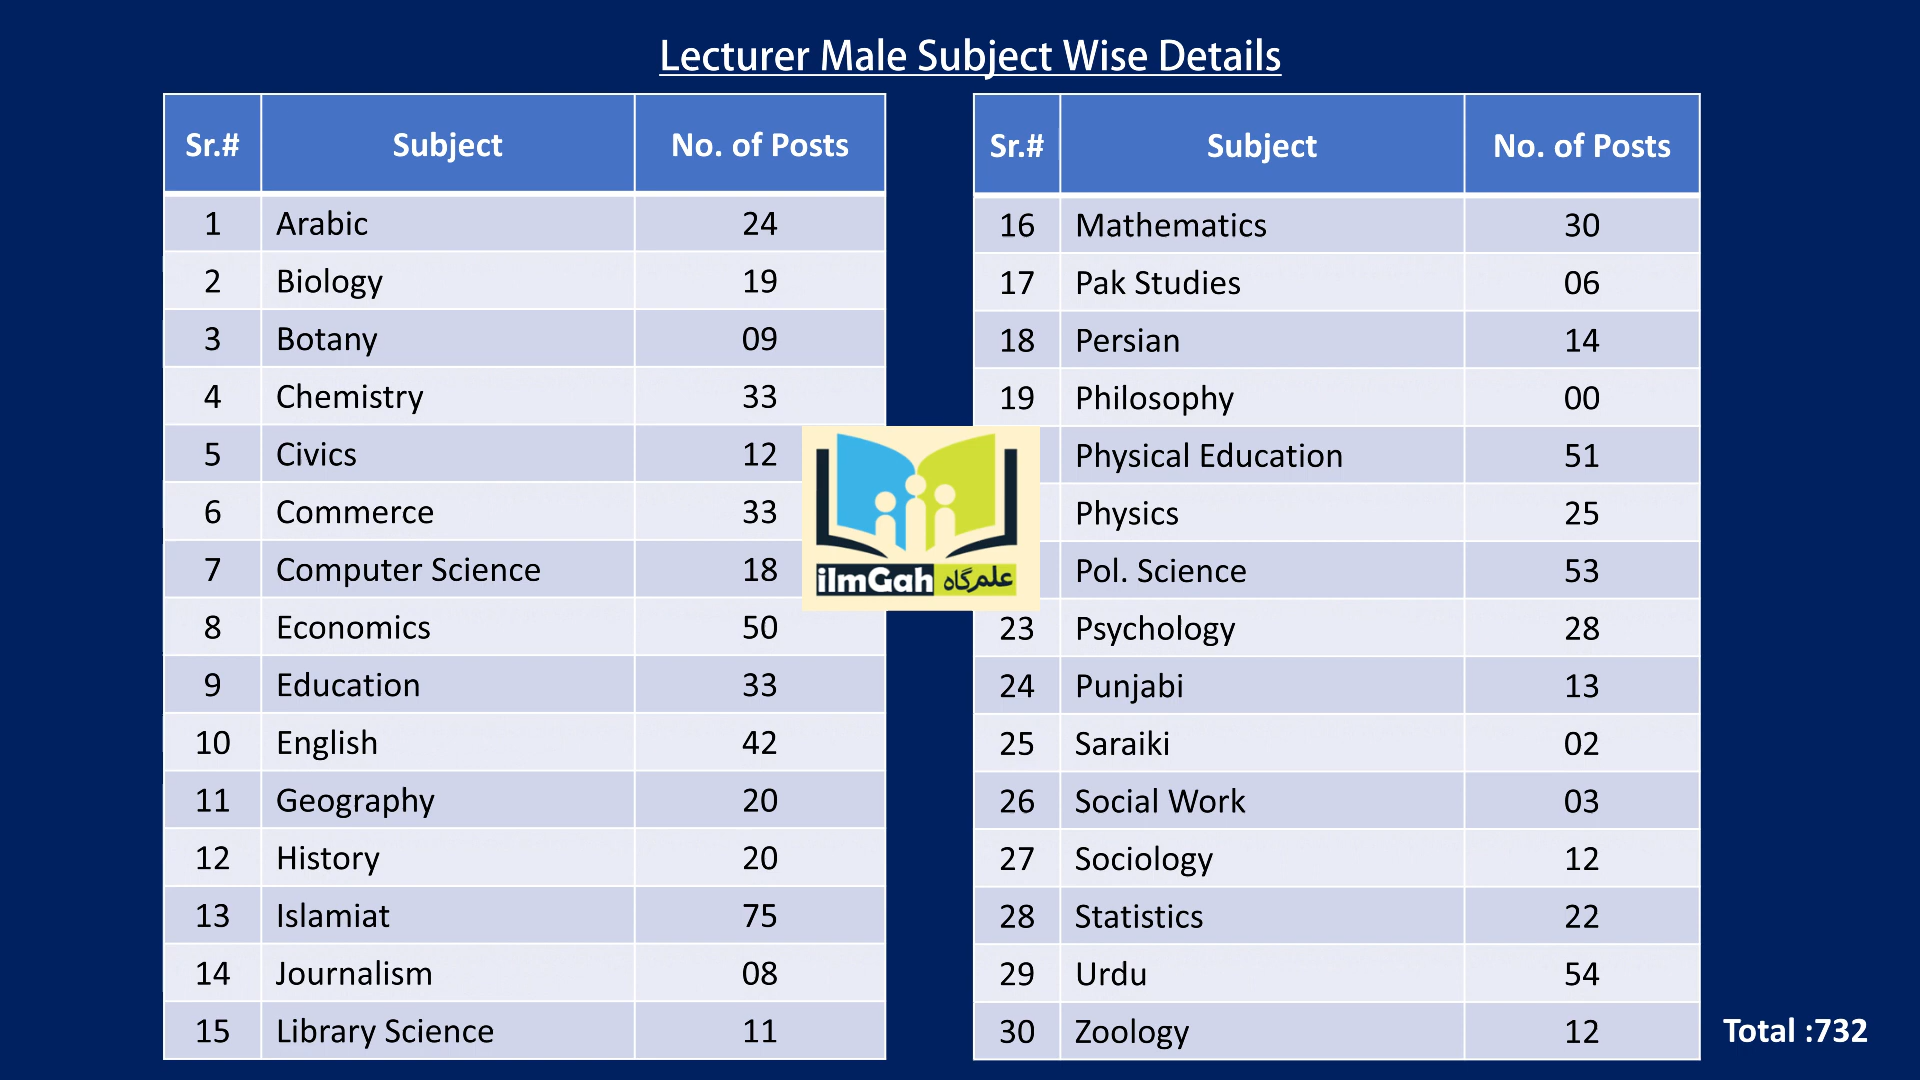 Lecturer Male Subject Wise Details
Sr.# Subject No. of Posts
1 Arabic 24
2 Biology 19
3 Botany 09
4 Chemistry 33
5 Civics 12
6 Commerce 33
7 Computer Science 18
8 Economics 50
9 Education 33
10 English 42
11 Geography 20
12 History 20
13 Islamiat 75
14 Journalism 08
15 Library Science 11
Sr.# Subject No. of Posts
16 Mathematics 30
17 Pak Studies 06
18 Persian 14
19 Philosophy 00
Physical Education 51
Physics 25
Pol. Science 53
23 Psychology 28
24 Punjabi 13
25 Saraiki 02
26 Social Work 03
27 Sociology 12
28 Statistics 22
29 Urdu 54
30 Zoology 12
ilmGah علم گاه
Total :732